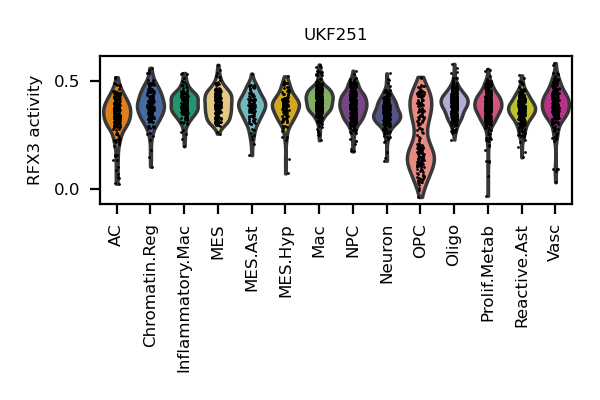 UKF251
RFX3 activity
0.5
0.0
AC
Chromatin.Reg
Inflammatory.Mac
MES
MES.Ast
MES.Hyp
Mac
NPC
Neuron
OPC
Oligo
Prolif.Metab
Reactive.Ast
Vasc